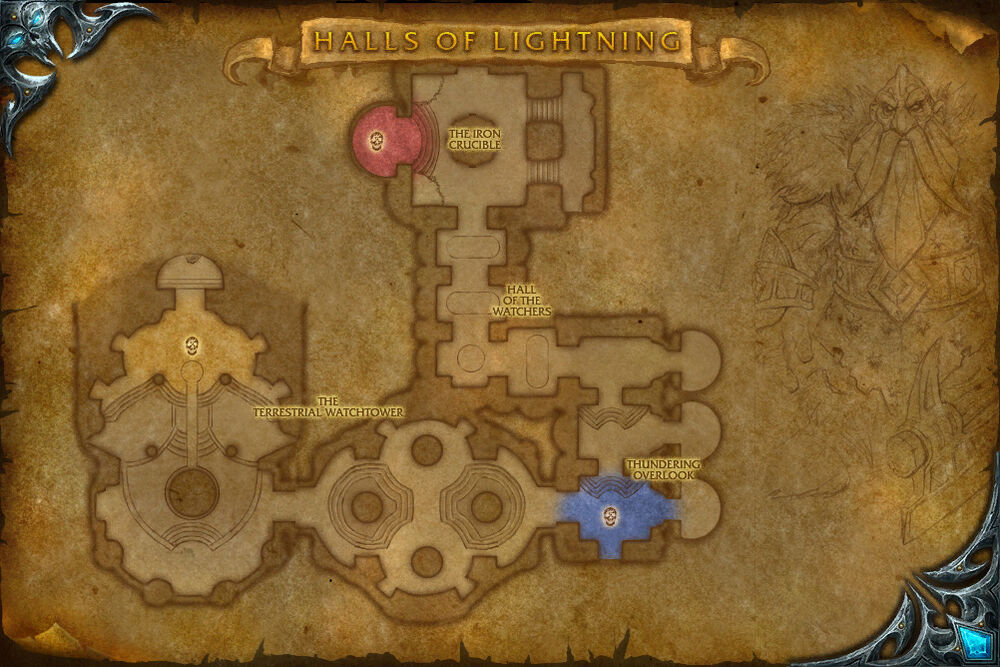 HALLS OF LIGHTNING
THE IRON
CRUCIBLE
HALL
OF THE
WATCHERS
THE
TERRESTRIAL WATCHTOWER
THUNDERING
OVERLOOK